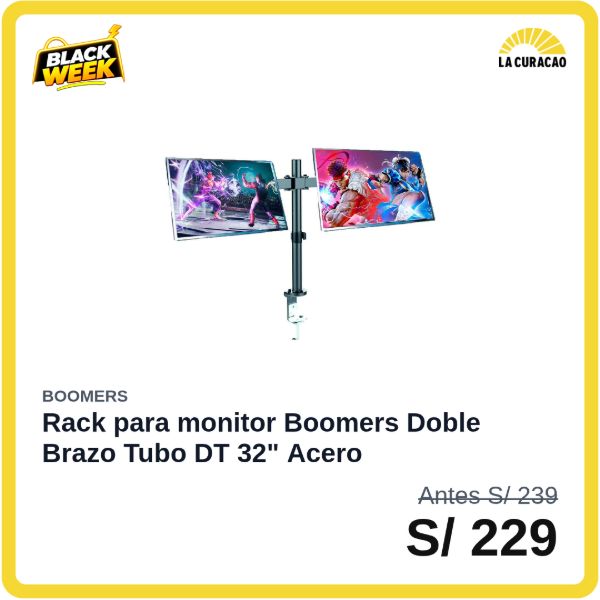 BLACK
WEEK
LA CURACAO
BOOMERS
Rack para monitor Boomers Doble
Brazo Tubo DT 32" Acero
Antes S/ 239
S/ 229